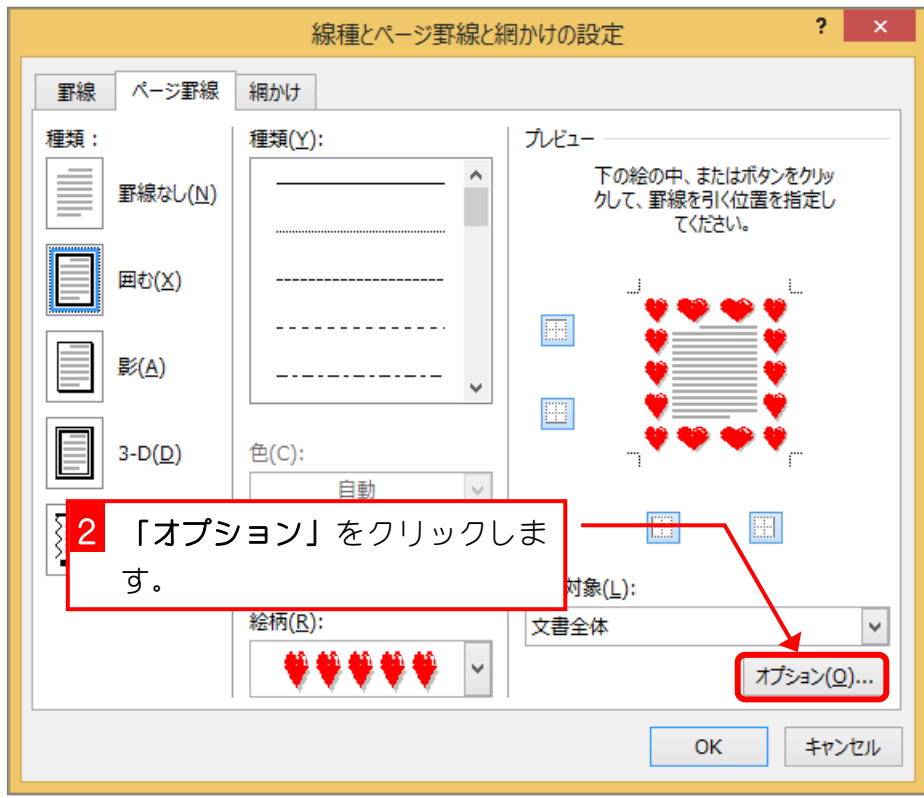 線種とページ罫線と網かけの設定
?
×
罫線
ページ罫線
網かけ
種類：
罫線なし(N)
囲む(X)
影(A)
3-D(D)
種類(Y):
色(C):
自動
絵柄(R):
プレビュー
下の絵の中、またはボタンをクリッ
クして、罫線を引く位置を指定し
てください。
2
「オプション」をクリックしま
す。
対象(L):
文書全体
オプション(O)...
OK
キャンセル